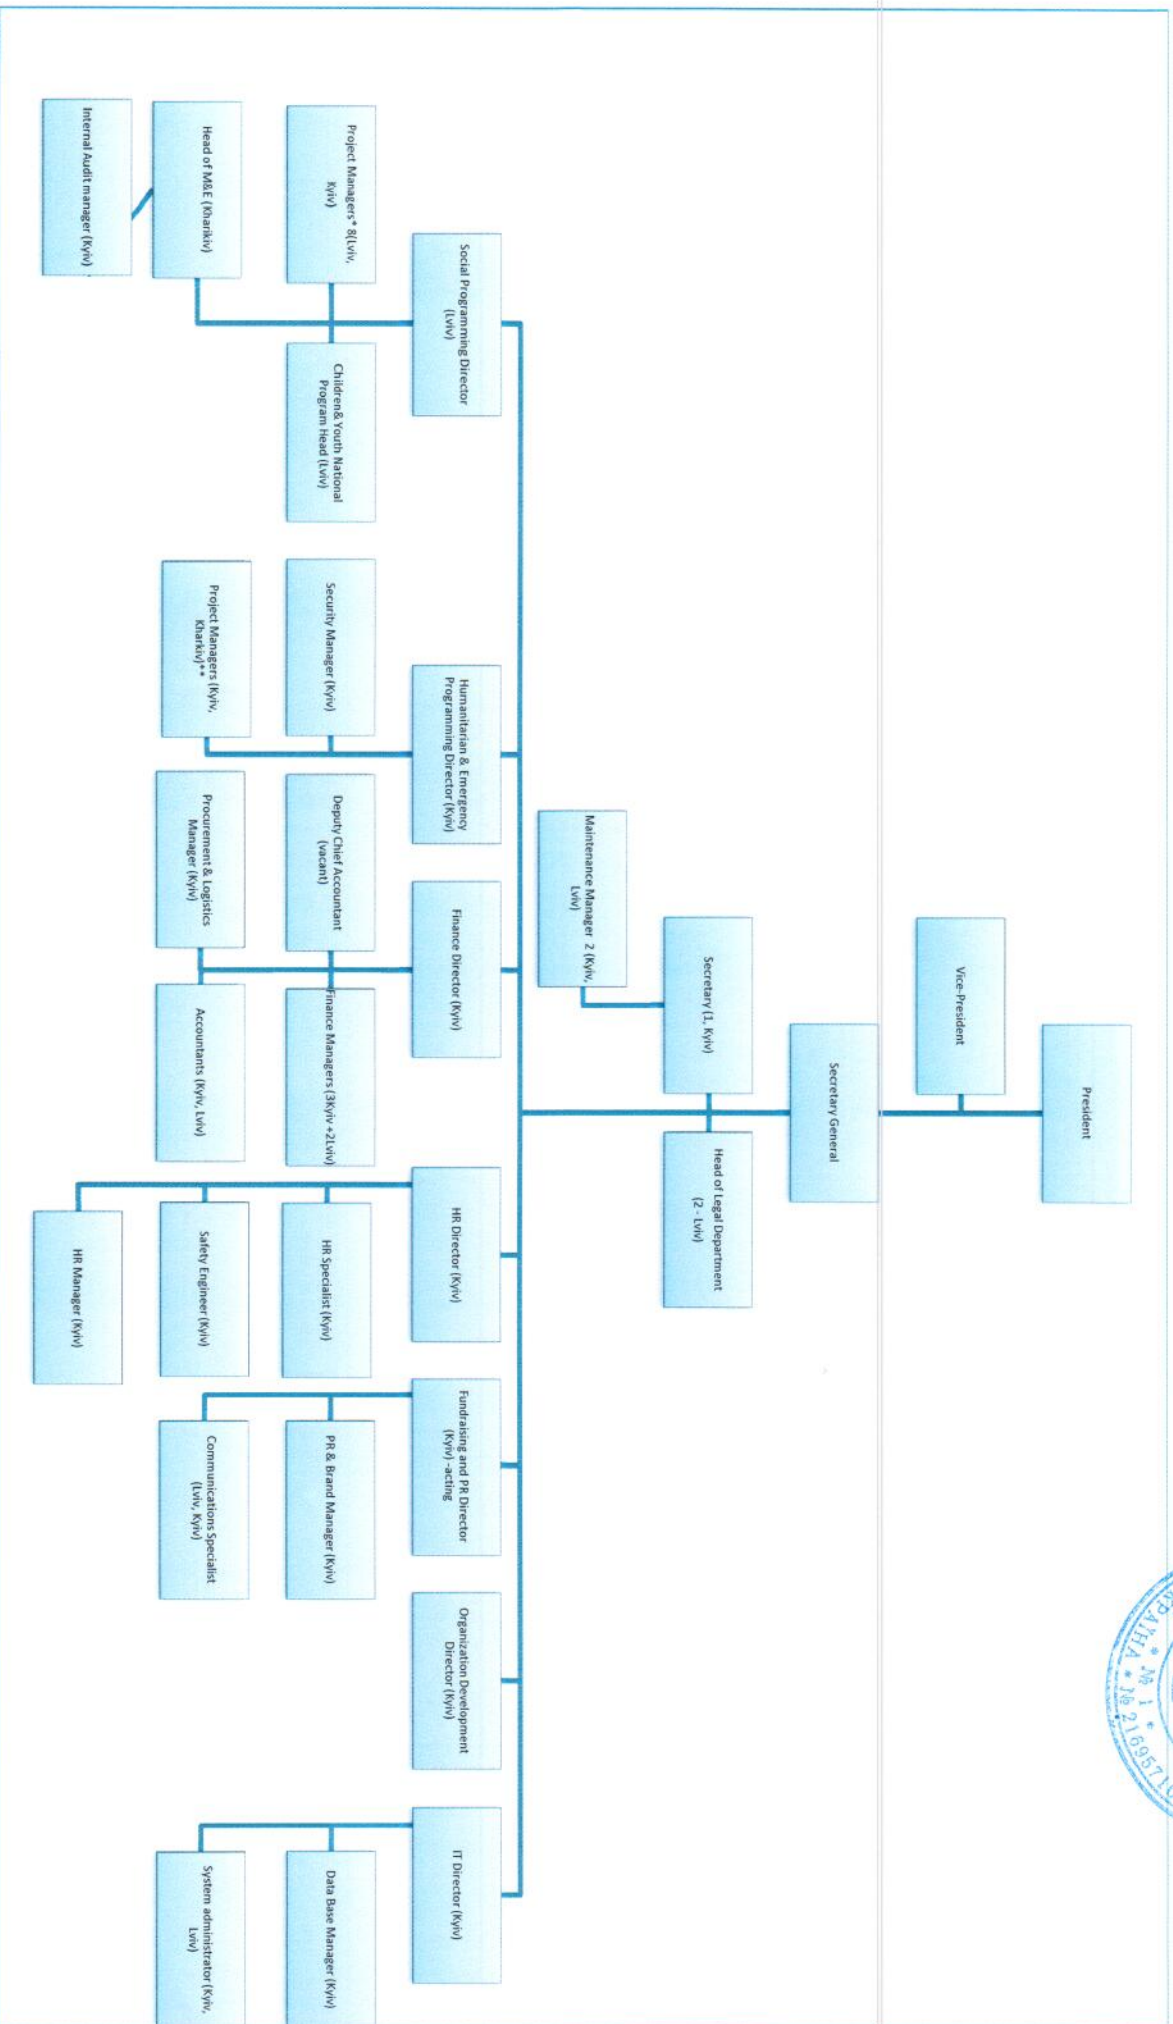 President
Vice-President
Secretary General
Secretary (1, Kyiv)
Head of Legal Department
(2 - Lviv)
Maintenance Manager 2 (Kyiv,
Lviv)
Social Programming Director
(Lviv)
Humanitarian & Emergency
Programming Director (Kyiv)
Finance Director (Kyiv)
HR Director (Kyiv)
Fundraising and PR Director
(Kyiv) -acting
Organization Development
Director (Kyiv)
IT Director (Kyiv)
Project Managers* 8(Lviv,
Kyiv)
Children&Youth National
Program Head (Lviv)
Security Manager (Kyiv)
Deputy Chief Accountant
(vacant)
Finance Managers (3Kyiv +2Lviv)
HR Specialist (Kyiv)
PR & Brand Manager (Kyiv)
Data Base Manager (Kyiv)
Head of M&E (Kharikiv)
Project Managers (Kyiv,
Kharkiv)**
Procurement & Logistics
Manager (Kyiv)
Accountants (Kyiv, Lviv)
Safety Engineer (Kyiv)
Communications Specialist
(Lviv, Kyiv)
System administrator (Kyiv,
Lviv)
Internal Audit manager (Kyiv)
HR Manager (Kyiv)
* № 1 *
* № 2169571